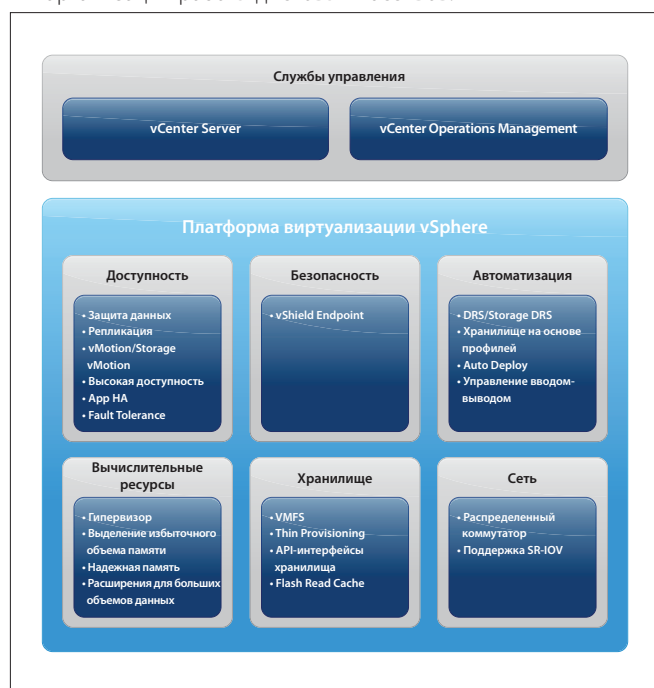 Службы управления
vCenter Server
vCenter Operations Management
Платформа виртуализации vSphere
Доступность
• Защита данных
• Репликация
• vMotion/Storage
vMotion
• Высокая доступность
• App HA
• Fault Tolerance
Безопасность
• vShield Endpoint
Автоматизация
• DRS/Storage DRS
• Хранилище на основе
профилей
• Auto Deploy
• Управление вводом-
выводом
Вычислительные
ресурсы
• Гипервизор
• Выделение избыточного
объема памяти
• Надежная память
• Расширения для больших
объемов данных
Хранилище
• VMFS
• Thin Provisioning
• API-интерфейсы
хранилища
• Flash Read Cache
Сеть
• Распределенный
коммутатор
• Поддержка SR-IOV